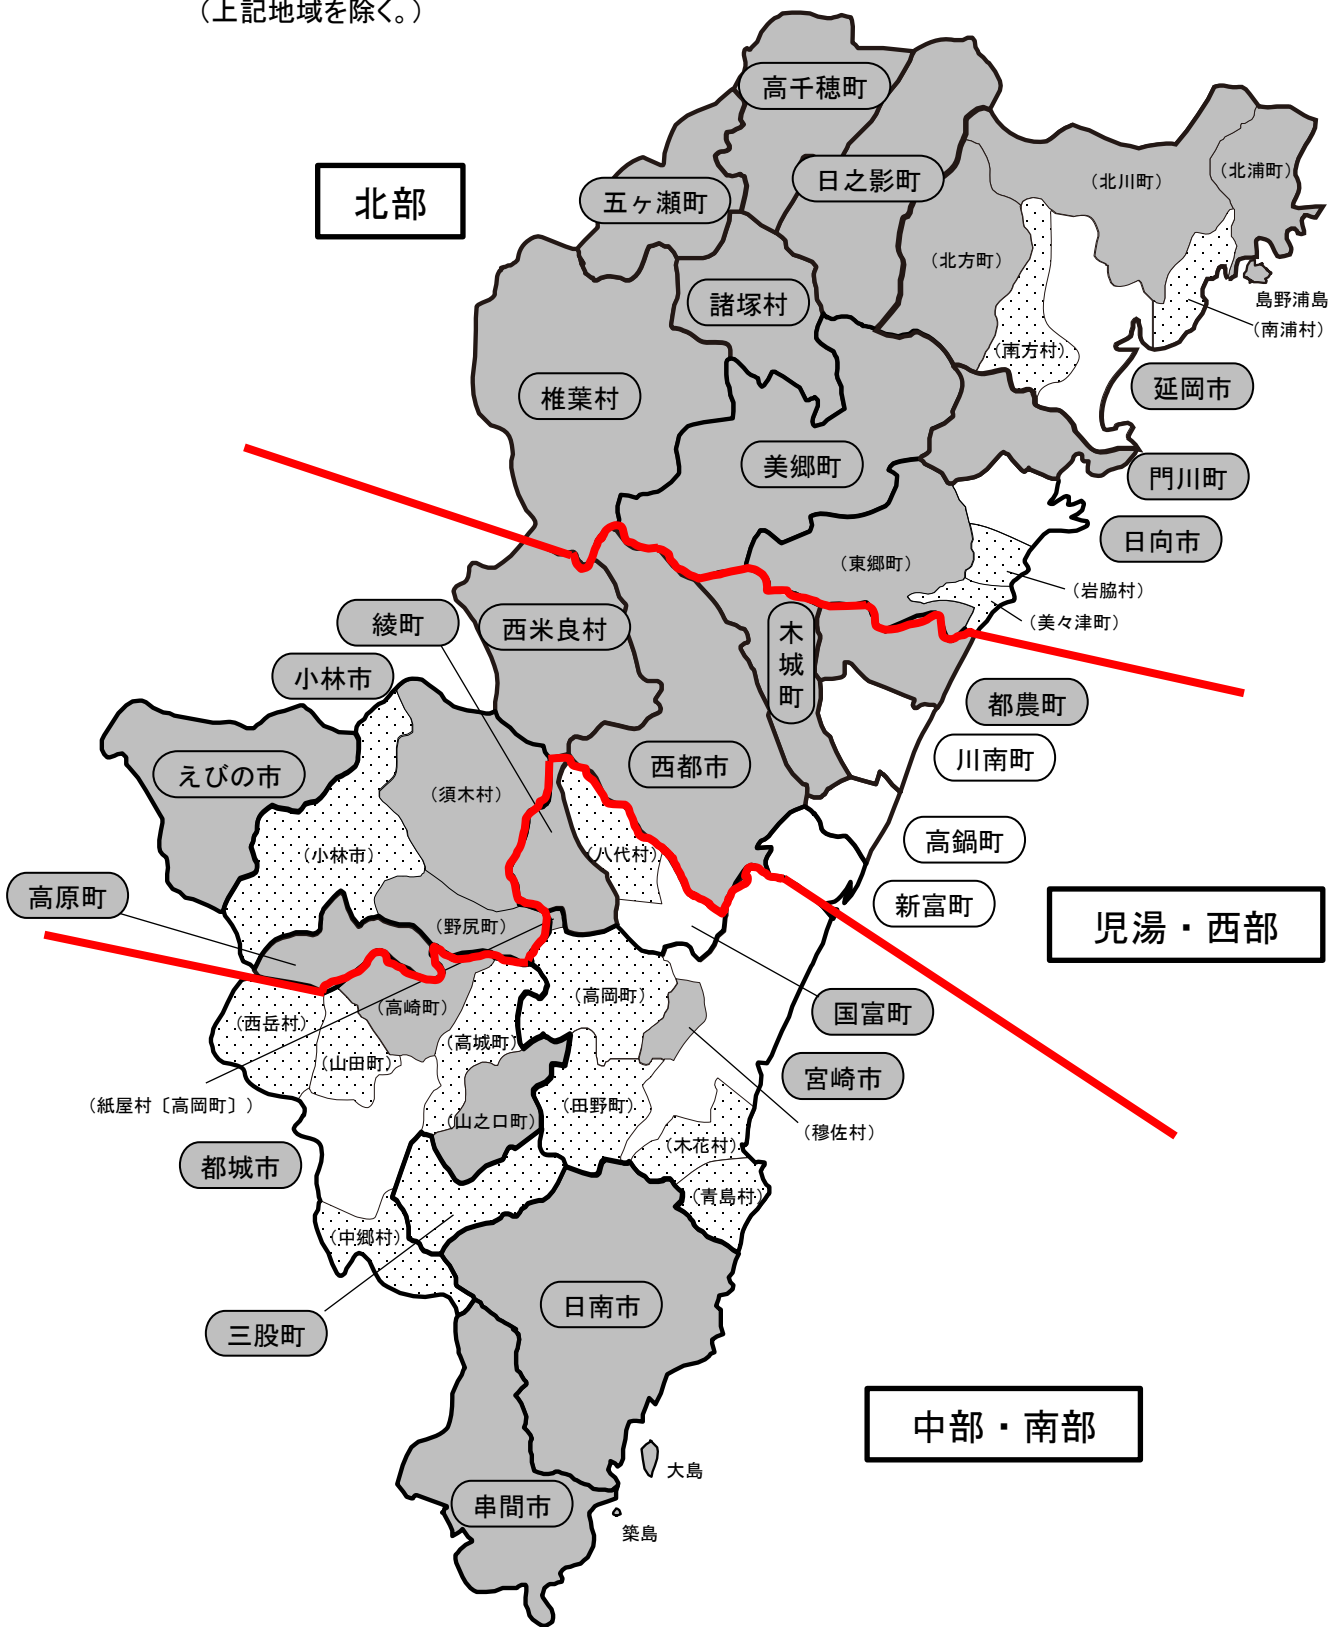 （上記地域を除く。）
高千穂町
北部
五ヶ瀬町
日之影町
（北川町）
（北浦町）
（北方町）
諸塚村
島野浦島
（南浦村）
（南方村）
椎葉村
延岡市
美郷町
門川町
日向市
（東郷町）
（岩脇村）
綾町
西米良村
木城町
（美々津町）
小林市
都農町
えびの市
西都市
川南町
（須木村）
（小林市）
（八代村）
高鍋町
高原町
新富町
（野尻町）
児湯・西部
（西岳村）
（高崎町）
（高岡町）
国富町
（山田町）
（高城町）
宮崎市
（紙屋村〔高岡町〕）
（山之口町）
（田野町）
（穆佐村）
（木花村）
都城市
（青島村）
（中郷村）
三股町
日南市
中部・南部
大島
串間市
築島